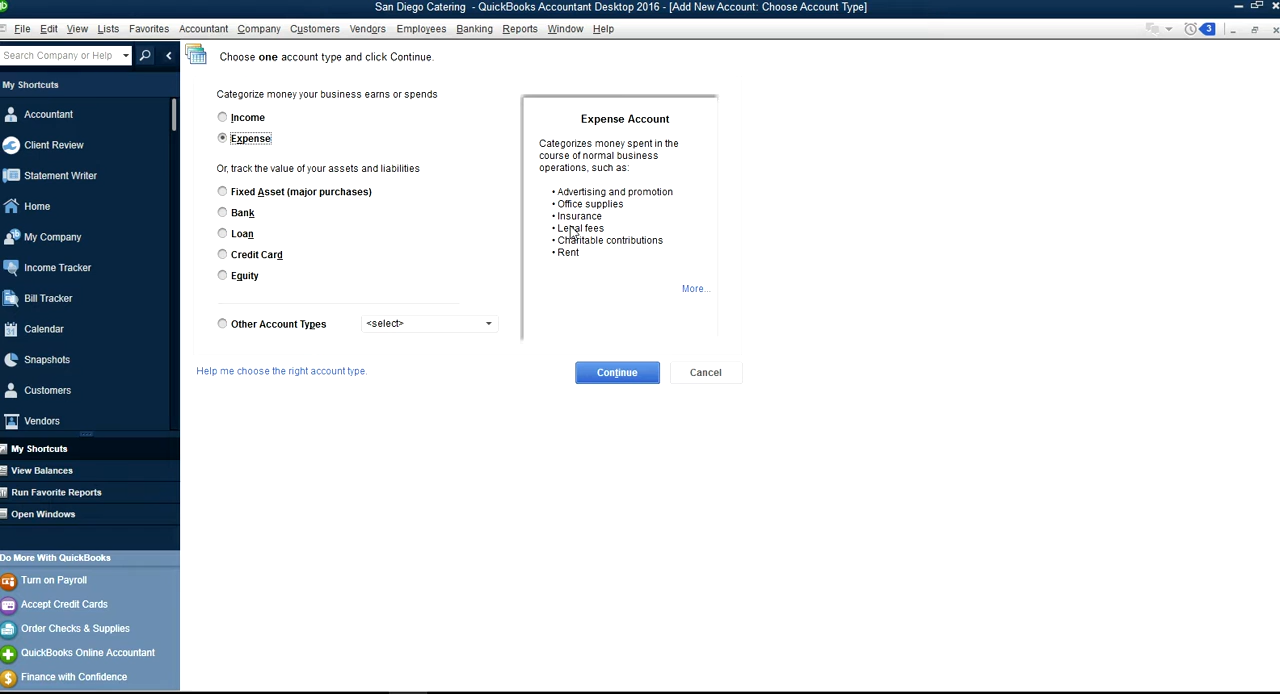 San Diego Catering - QuickBooks Accountant Desktop 2016 - [Add New Account: Choose Account Type]
File Edit View Lists Favorites Accountant Company Customers Vendors Employees Banking Reports Window Help
3
Search Company or Help
My Shortcuts
Accountant
Client Review
Statement Writer
Home
My Company
Income Tracker
Bill Tracker
Calendar
Snapshots
Customers
Vendors
My Shortcuts
View Balances
Run Favorite Reports
Open Windows
Do More With QuickBooks
Turn on Payroll
Accept Credit Cards
Order Checks & Supplies
QuickBooks Online Accountant
Finance with Confidence
Choose one account type and click Continue.
Categorize money your business earns or spends
Income
Expense
Or, track the value of your assets and liabilities
Fixed Asset (major purchases)
Bank
Loan
Credit Card
Equity
Other Account Types <select>
Expense Account
Categorizes money spent in the
course of normal business
operations, such as:
• Advertising and promotion
• Office supplies
• Insurance
• Legal fees
• Charitable contributions
• Rent
More...
Help me choose the right account type.
Continue
Cancel